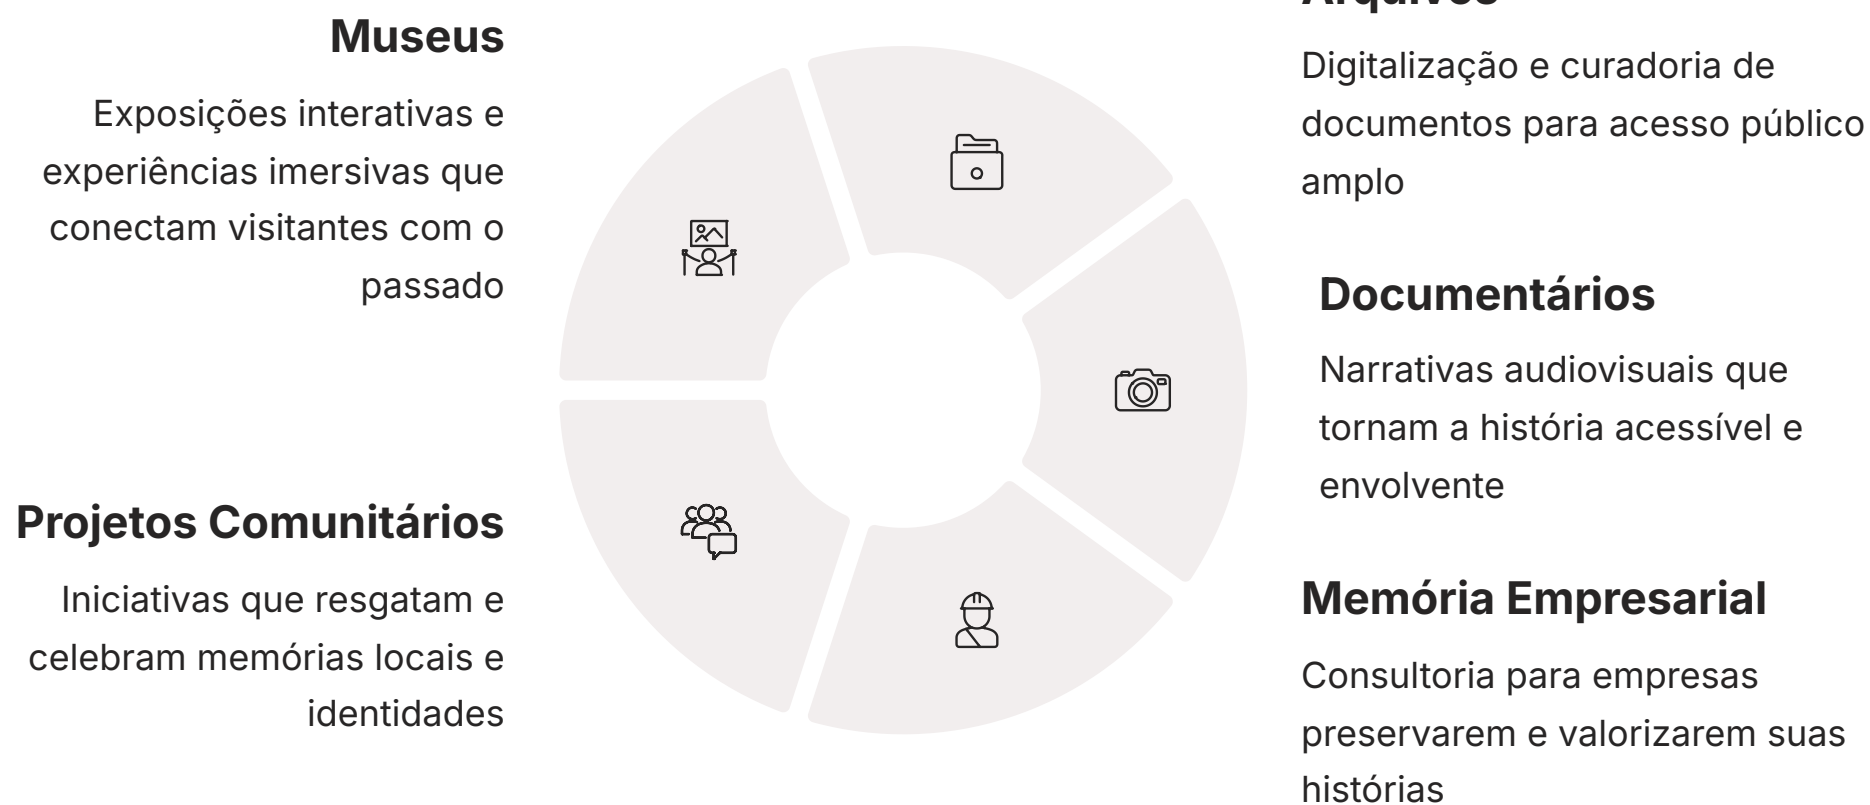 Museus
Exposições interativas e
experiências imersivas que
conectam visitantes com o
passado
Projetos Comunitários
Iniciativas que resgatam e
celebram memórias locais e
identidades
Arquivos
Digitalização e curadoria de
documentos para acesso público
amplo
Documentários
Narrativas audiovisuais que
tornam a história acessível e
envolvente
Memória Empresarial
Consultoria para empresas
preservarem e valorizarem suas
histórias